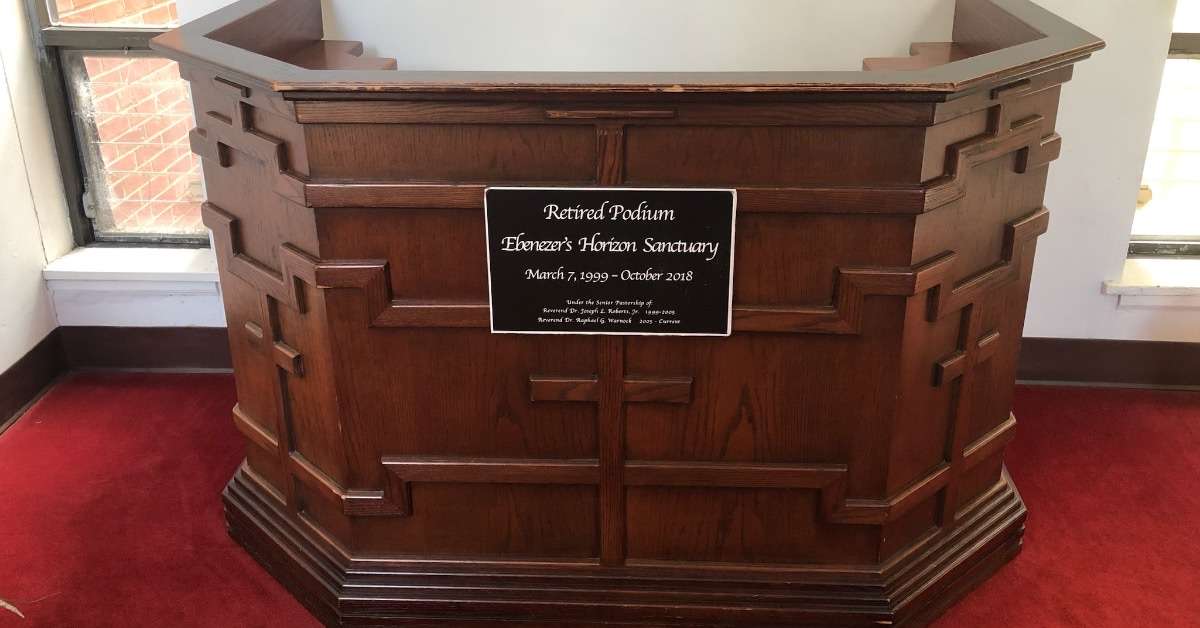 Retired Podium
Ebenezer's Horizon Sanctuary
March 7, 1999 – October 2018
Under the Senior Pastorship of:
Reverend Dr. Joseph L. Roberts, Jr. 1999-2005
Reverend Dr. Raphael G. Warnock 2005 - Current